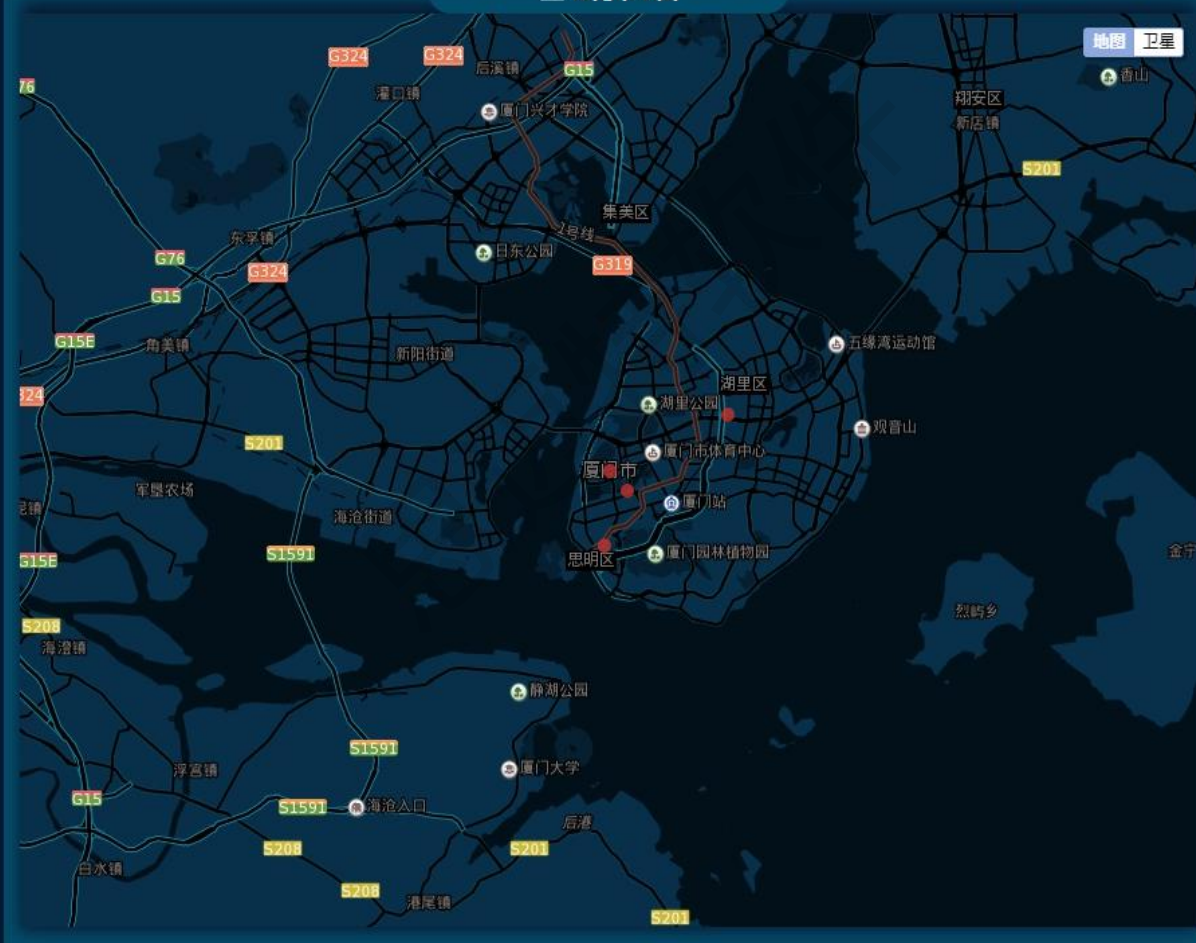 地图 卫星
G324
G324
后溪镇
G15
香山
76
灌口镇
翔安区
厦门兴才学院
新店镇
S201
集美区
1号线
东孚镇
日东公园
G76
G319
G324
G15
G15E
角美镇
新阳街道
五缘湾运动馆
湖里区
324
湖里公园
观音山
S201
厦门市体育中心
厦门市
军垦农场
厦门站
海沧街道
思明区
厦门园林植物园
S1591
G15E
金宁
烈屿乡
S208
海澄镇
静湖公园
S1591
浮宫镇
厦门大学
G15
S1591
海沧入口
后港
S208
S201
白水镇
S208
港尾镇
S201